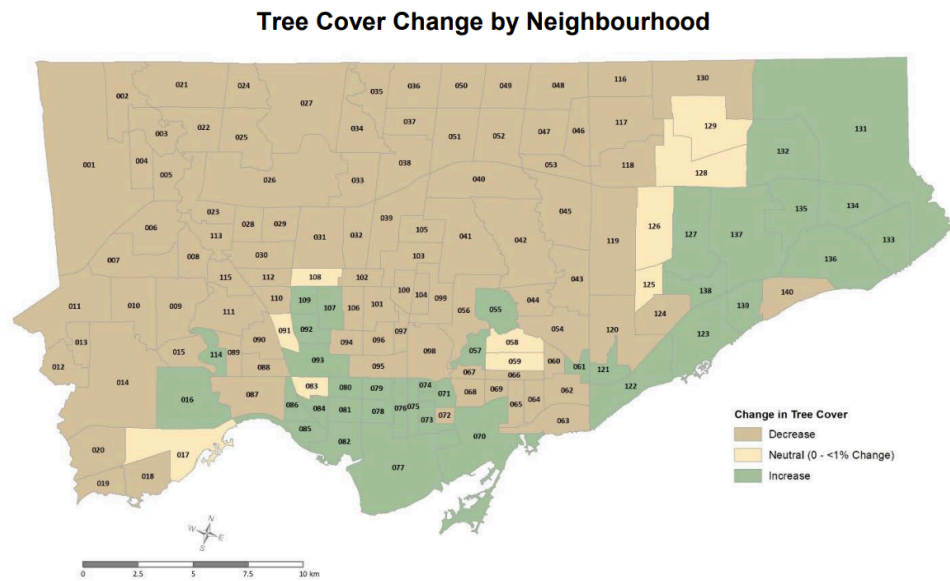 Tree Cover Change by Neighbourhood
021 024 035 036 050 049 048 116 130
002 027
022 025 034 037 051 052 047 046 117 129 131
003
001 004 005 026 033 038 040 053 118 128 132
006 023 113 028 029 031 032 039 105 041 042 045 119 126 127 137 135 134
007 008 030 103 133
115 112 108 102 100 104 099 043 125 138 136
011 010 009 110 109 107 106 101 056 055 044 124 139 140
111 091 092 094 096 097 054 120 123
013 015 114 089 090 093 098 057 058
012 014 088 095 059 060 061 121
016 087 083 080 079 074 071 067 066 122
086 084 081 078 076 075 073 072 068 069 065 064 062
020 017 085 082 070 063
019 018 077
Change in Tree Cover
Decrease
Neutral (0 - <1% Change)
Increase
N
W E
S
0 2.5 5 7.5 10 km